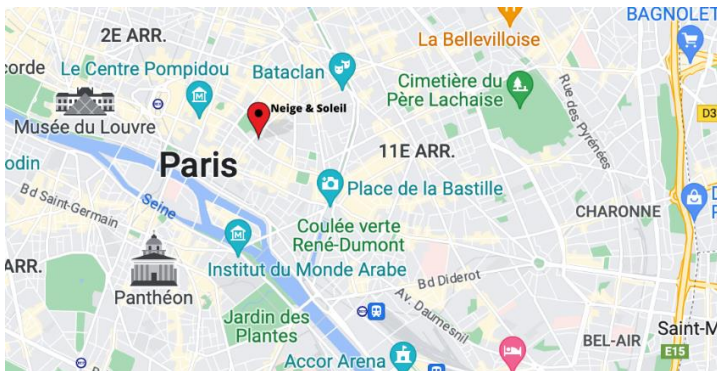 BAGNOLET
2E ARR.
La Bellevilloise
corde
Le Centre Pompidou
Bataclan
Cimetière du
Père Lachaise
Rue des Pyrénées
Neige & Soleil
D3
Musée du Louvre
11E ARR.
odin
Paris
Place de la Bastille
Bd Saint-Germain
Seine
CHARONNE
D
F
Coulée verte
René-Dumont
ARR.
Institut du Monde Arabe
Bd Diderot
Panthéon
Av. Daumesnil
Jardin des
Plantes
Saint-M
BEL-AIR
E15
Accor Arena